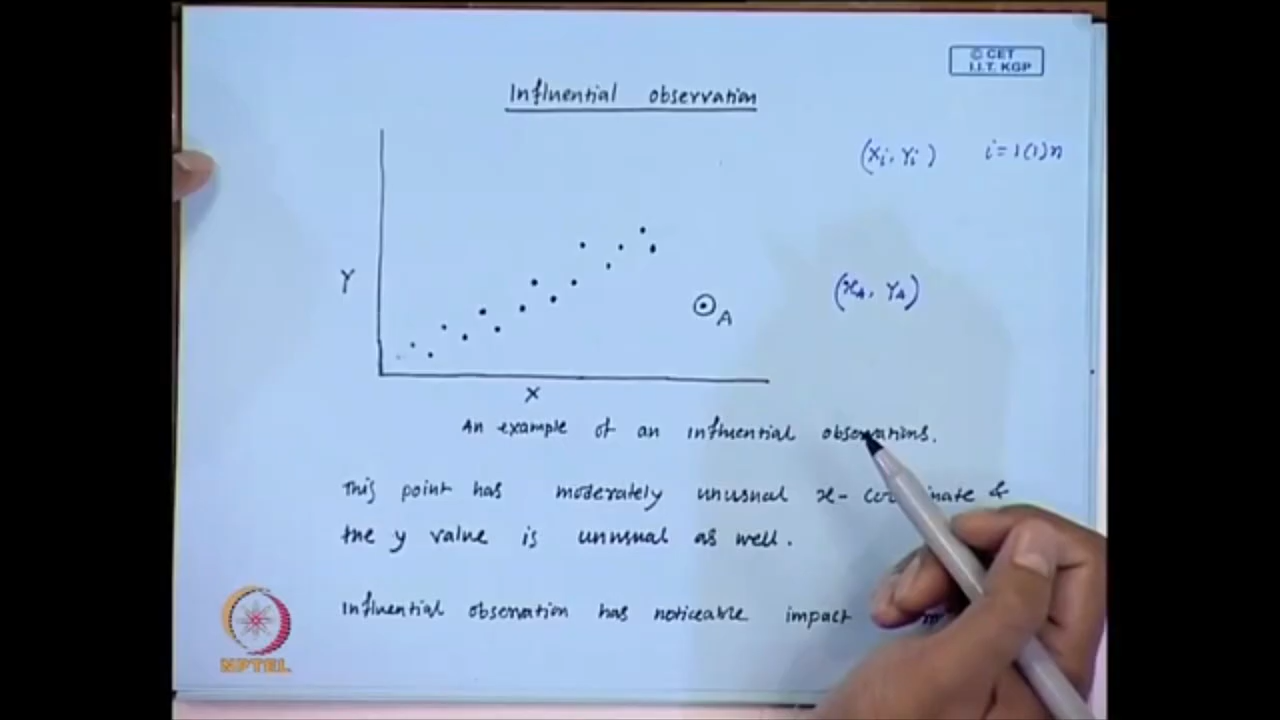 © CET
I.I.T. KGP
Influential observation
(Xi, Yi) i = 1(1)n
Y
(xA, YA)
A
X
An example of an influential observations.
This point has moderately unusual x- &
the y value is unusual as well.
Influential observation has noticeable impact
NPTEL